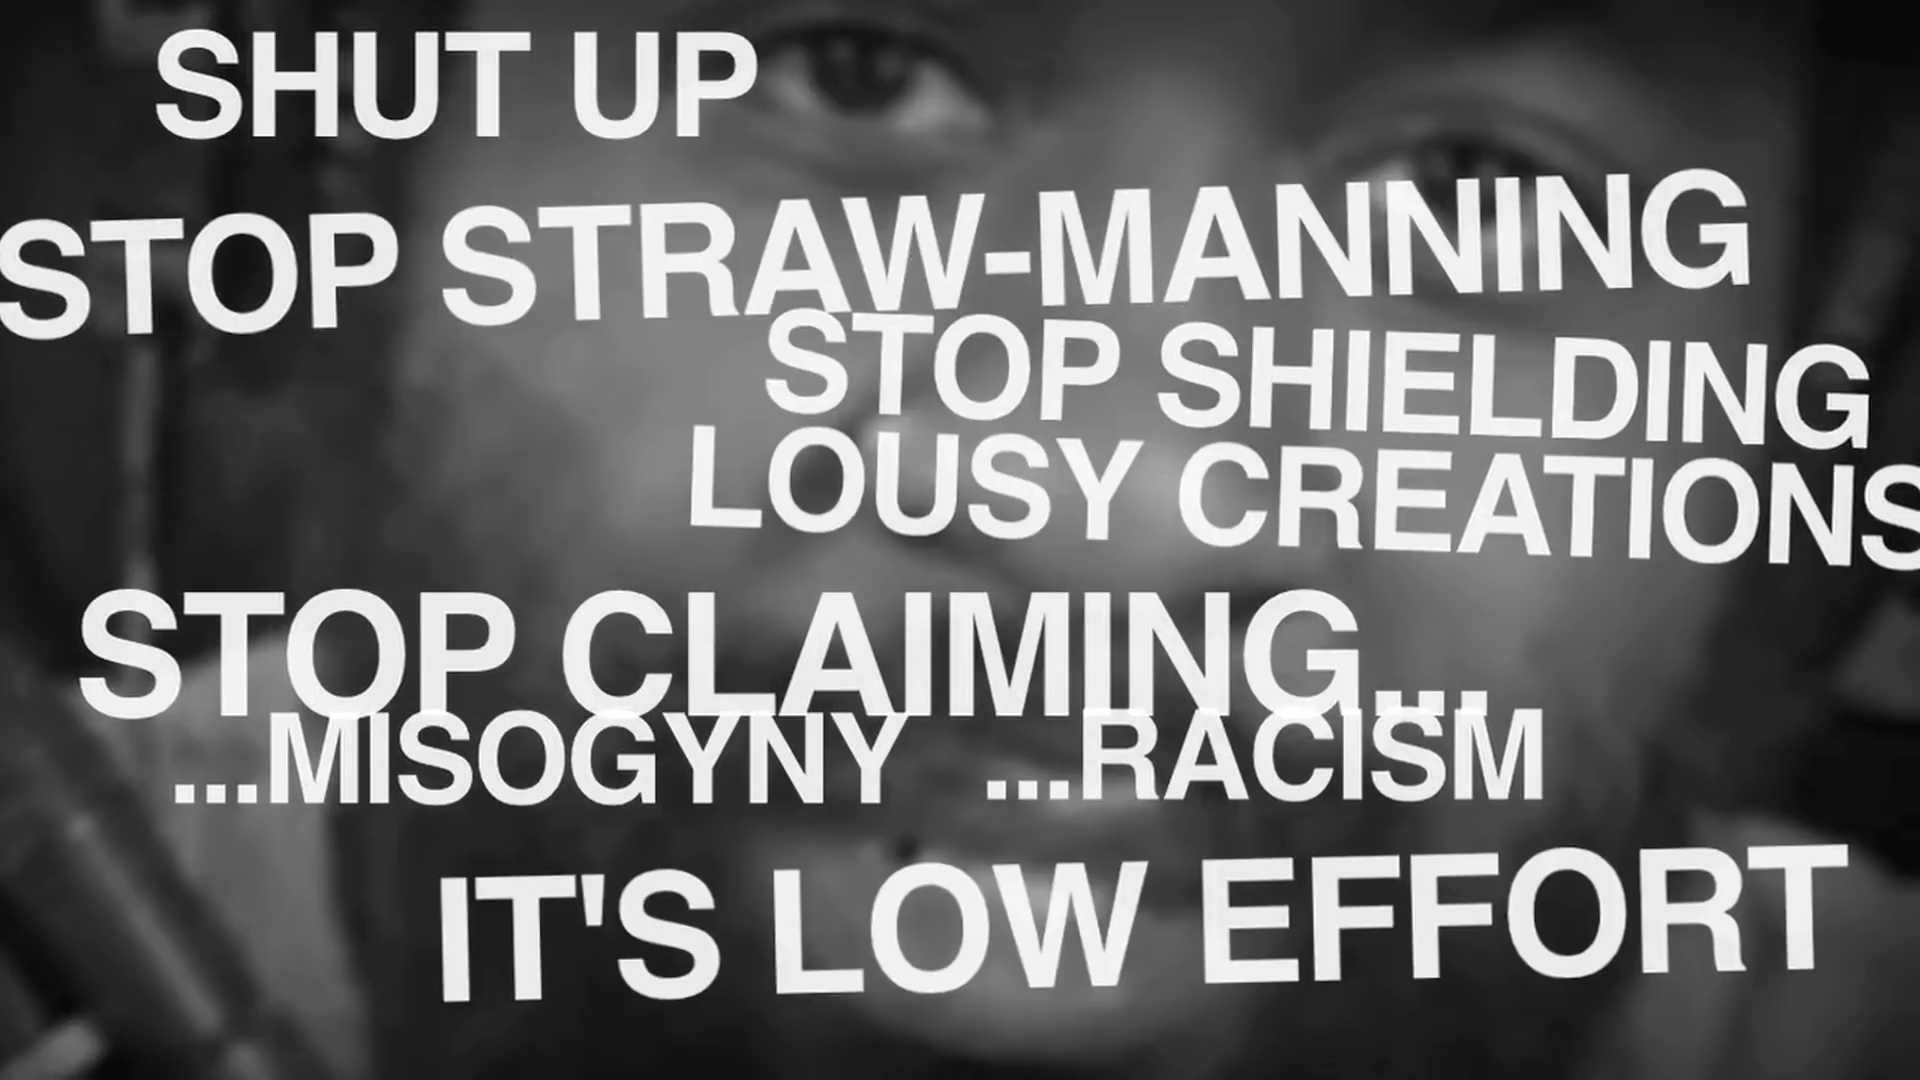 SHUT UP
STOP STRAW-MANNING
STOP SHIELDING
LOUSY CREATIONS
STOP CLAIMING...
...MISOGYNY ...RACISM
IT'S LOW EFFORT